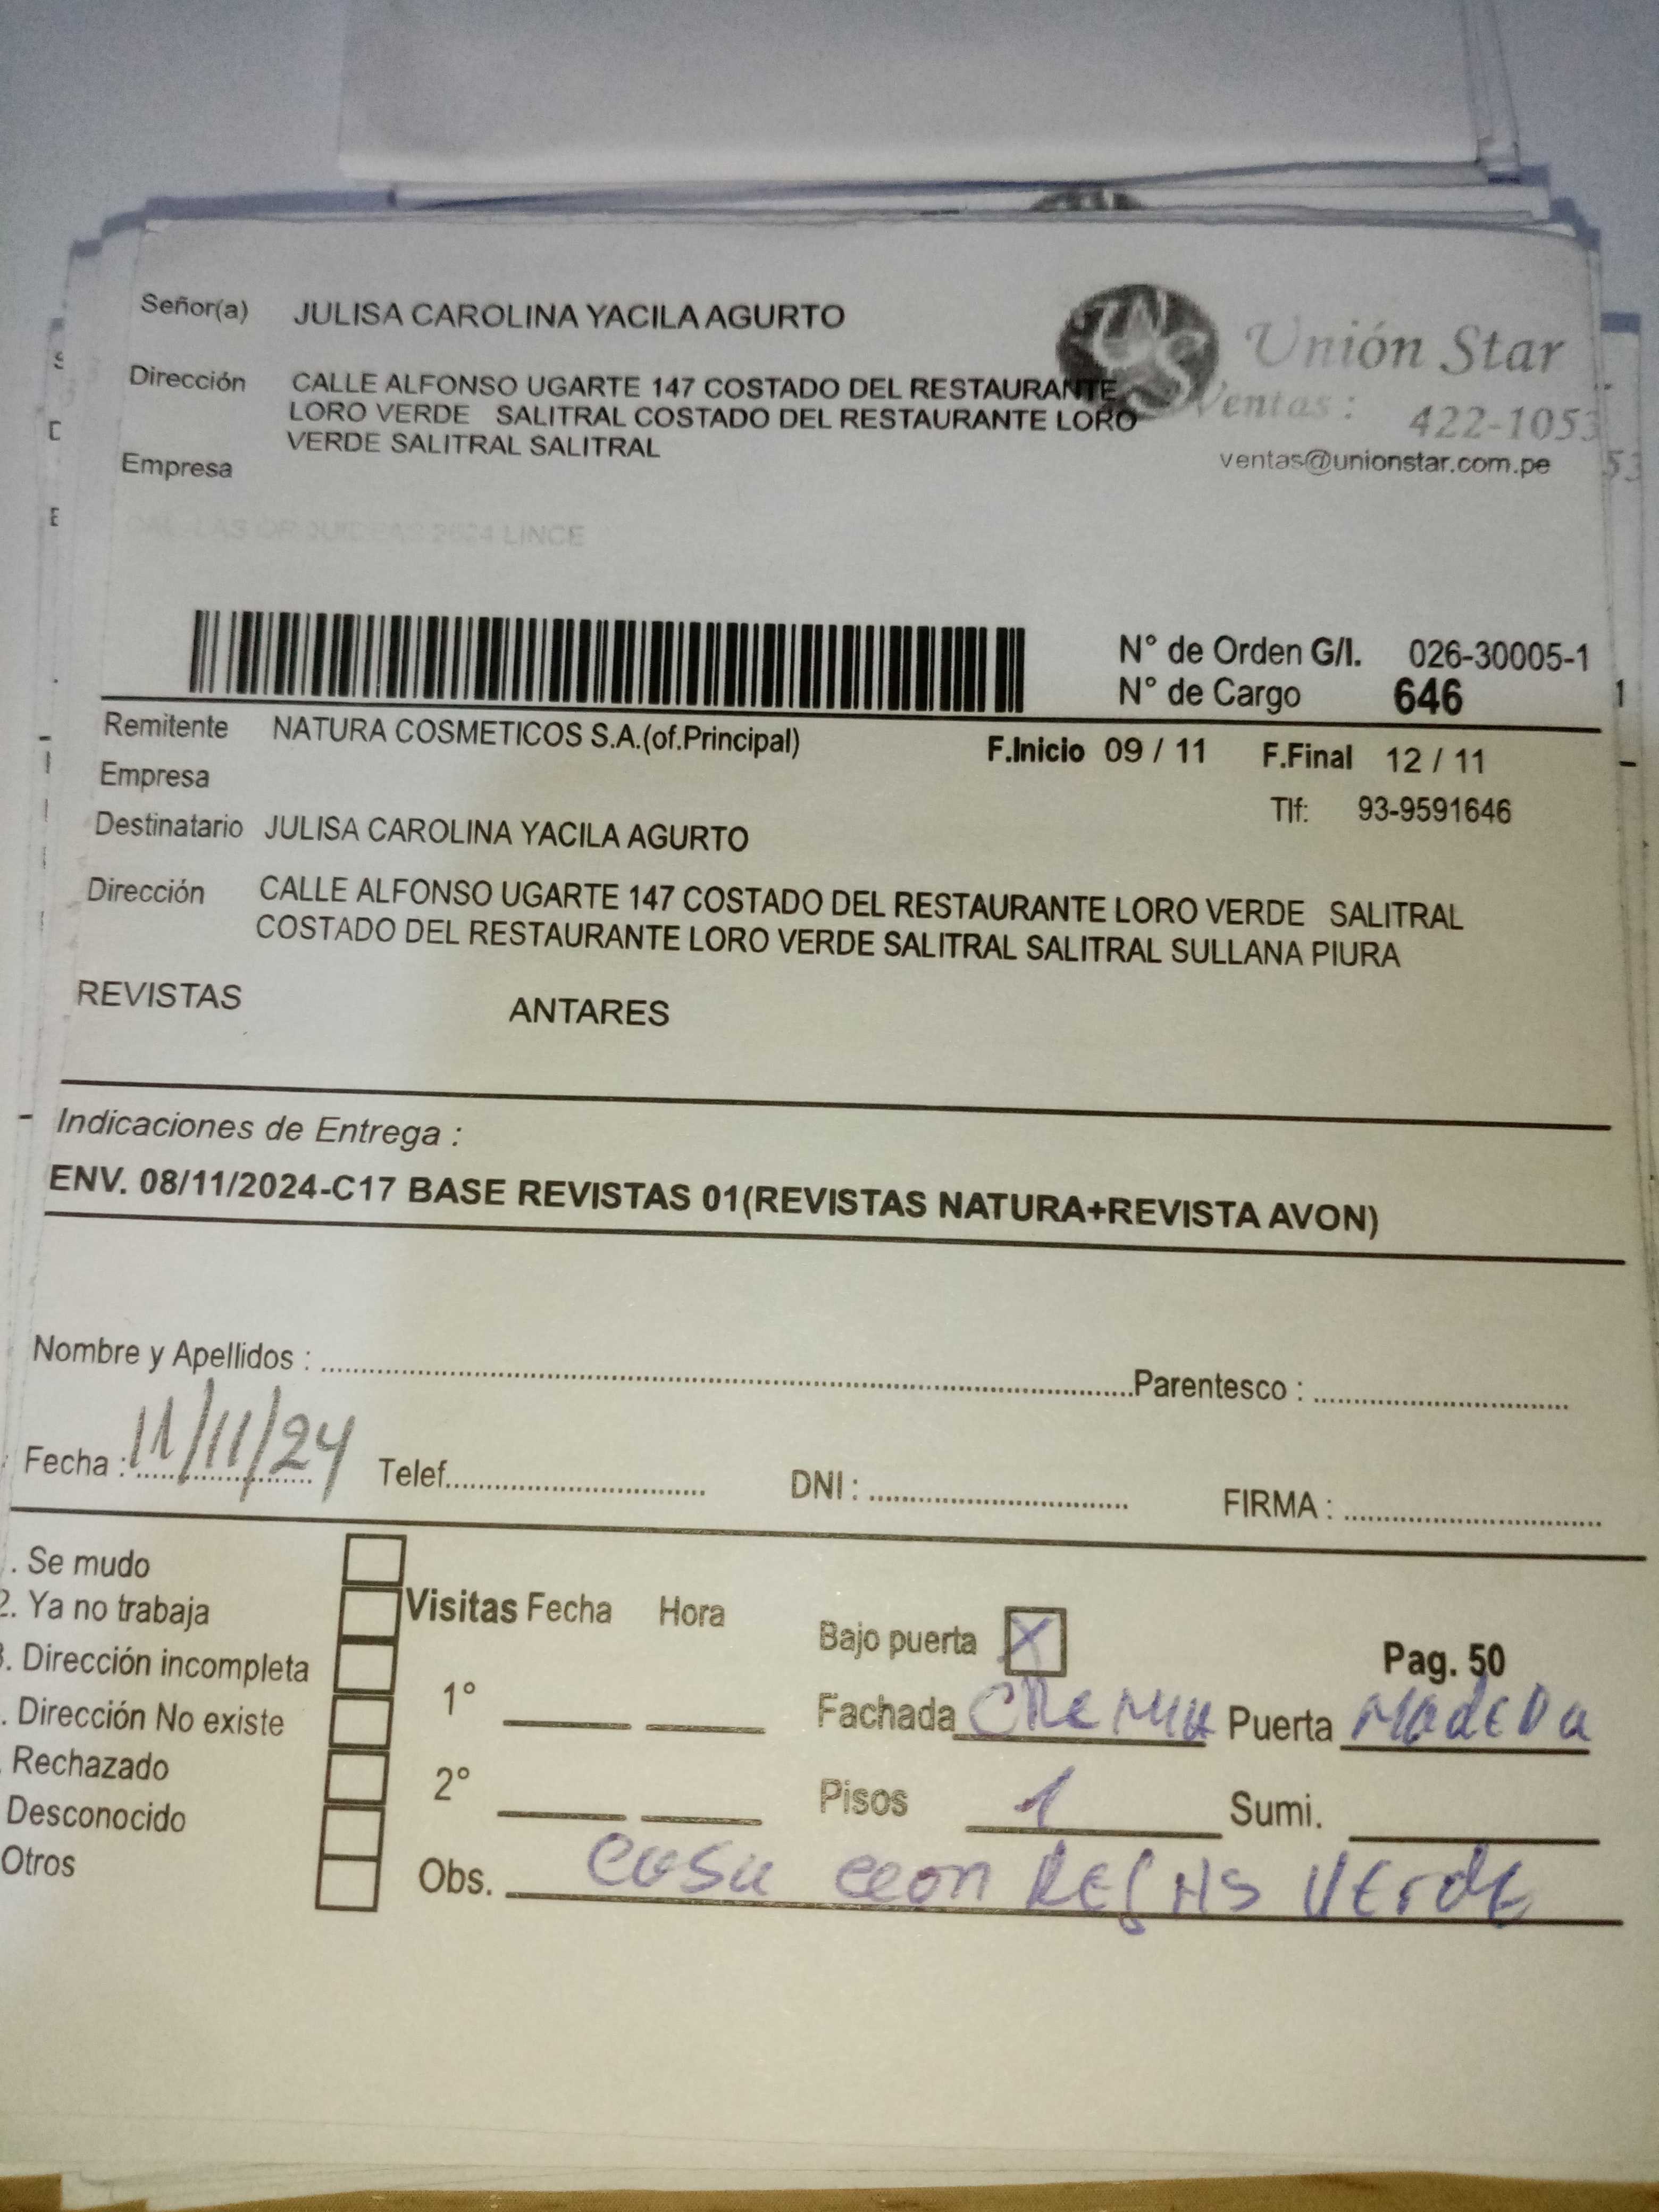 Señor(a) JULISA CAROLINA YACILA AGURTO
Unión Star
Dirección CALLE ALFONSO UGARTE 147 COSTADO DEL RESTAURANTE
LORO VERDE SALITRAL COSTADO DEL RESTAURANTE LORO
VERDE SALITRAL SALITRAL
Ventas: 422-1053
ventas@unionstar.com.pe
Empresa
2624 LINCE
N° de Orden G/I. 026-30005-1
N° de Cargo 646
Remitente NATURA COSMETICOS S.A.(of.Principal) F.Inicio 09 / 11 F.Final 12 / 11
Empresa
Tlf: 93-9591646
Destinatario JULISA CAROLINA YACILA AGURTO
Dirección CALLE ALFONSO UGARTE 147 COSTADO DEL RESTAURANTE LORO VERDE SALITRAL
COSTADO DEL RESTAURANTE LORO VERDE SALITRAL SALITRAL SULLANA PIURA
REVISTAS ANTARES
Indicaciones de Entrega :
ENV. 08/11/2024-C17 BASE REVISTAS 01(REVISTAS NATURA+REVISTA AVON)
Nombre y Apellidos : Parentesco :
Fecha : 11/11/24 Telef. DNI : FIRMA :
. Se mudo
2. Ya no trabaja
3. Dirección incompleta
. Dirección No existe
. Rechazado
Desconocido
Otros
Visitas Fecha Hora
1°
2°
Bajo puerta X Pag. 50
Fachada CReMA Puerta MADERA
Pisos 1 Sumi.
Obs. casa con REJAS VErdE